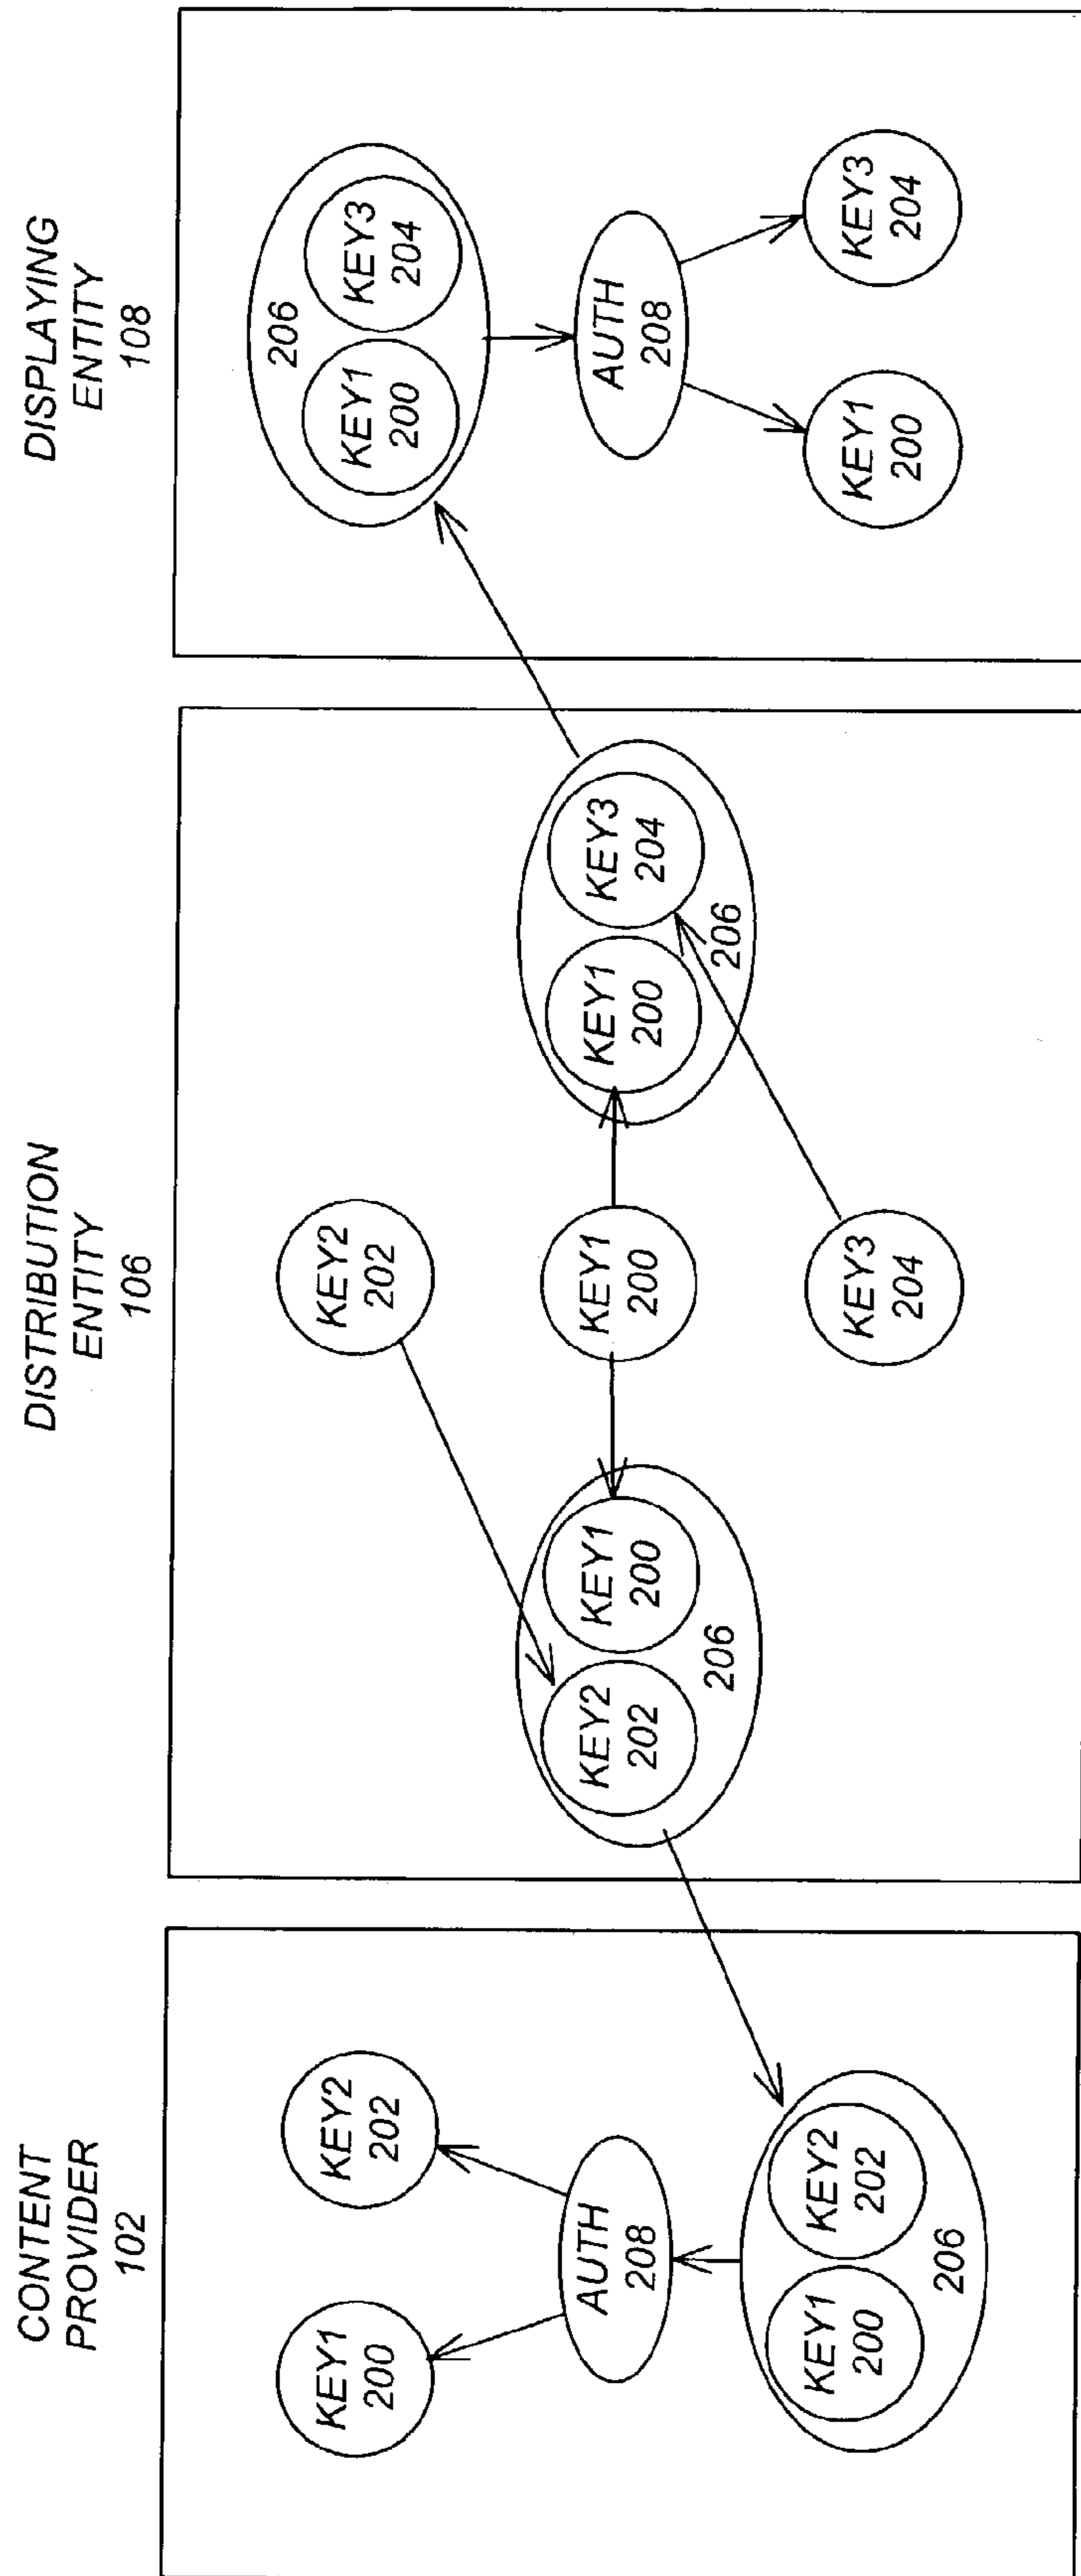 CONTENT
PROVIDER
102
KEY1
200
KEY2
202
AUTH
208
KEY1
200
KEY2
202
206
DISTRIBUTION
ENTITY
106
KEY2
202
KEY2
202
KEY1
200
206
KEY1
200
KEY1
200
KEY3
204
206
KEY3
204
DISPLAYING
ENTITY
108
206
KEY1
200
KEY3
204
AUTH
208
KEY1
200
KEY3
204